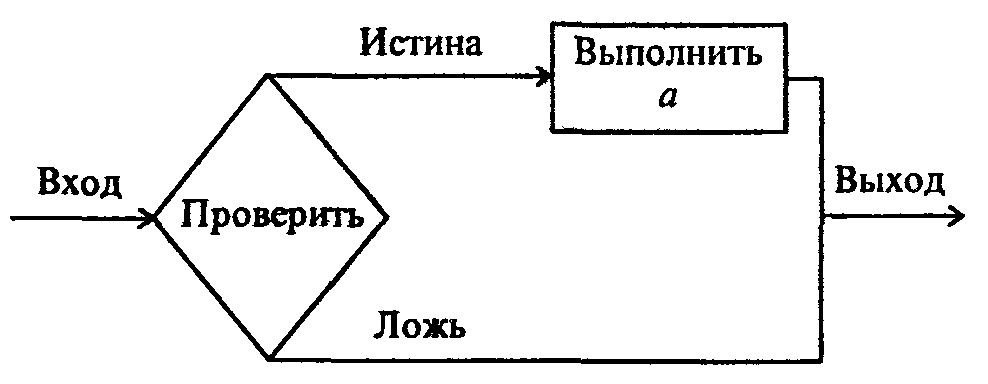 Истина
Выполнить
а
Вход
Проверить
Выход
Ложь